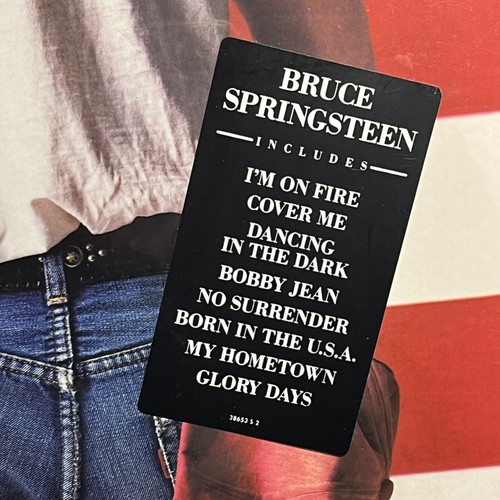 BRUCE
SPRINGSTEEN
INCLUDES
I'M ON FIRE
COVER ME
DANCING
IN THE DARK
BOBBY JEAN
NO SURRENDER
BORN IN THE U.S.A.
MY HOMETOWN
GLORY DAYS
38653 S 2